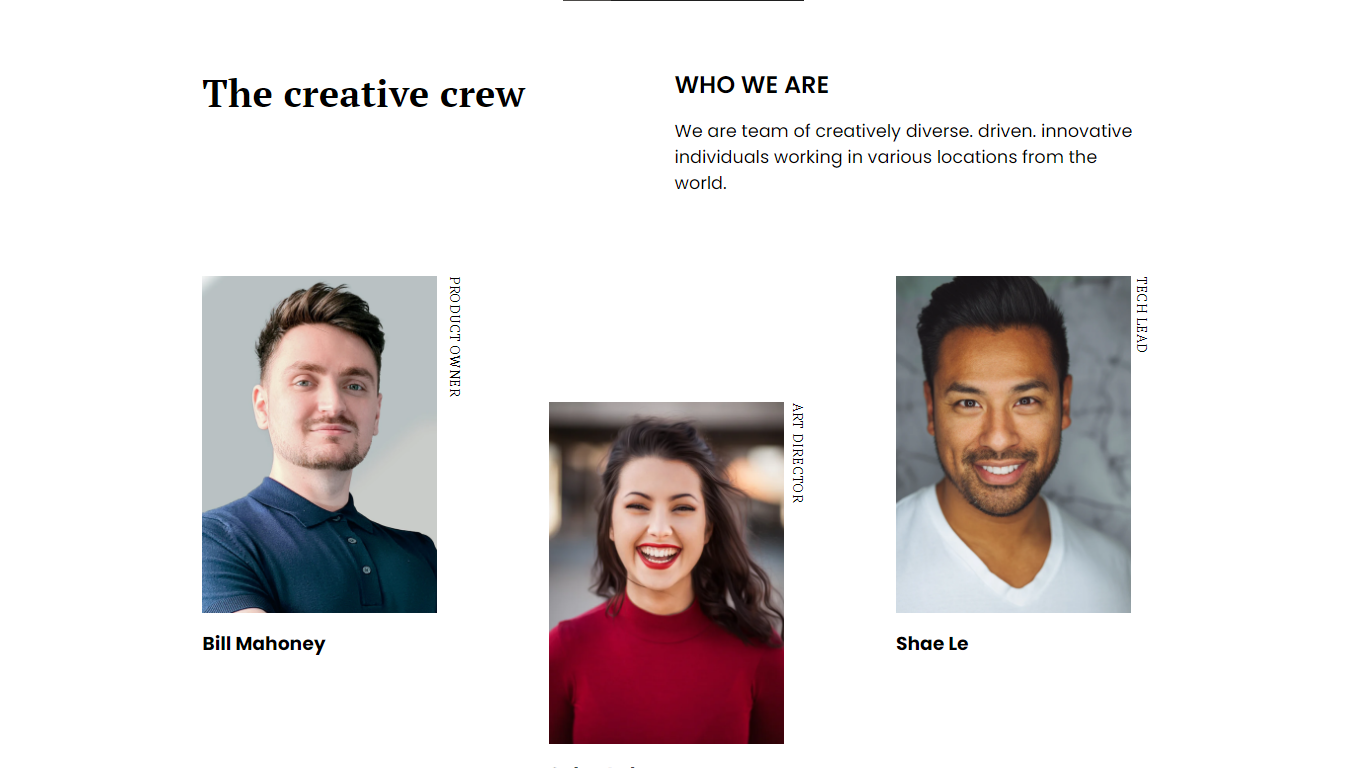 The creative crew
WHO WE ARE
We are team of creatively diverse. driven. innovative
individuals working in various locations from the
world.
PRODUCT OWNER
Bill Mahoney
ART DIRECTOR
TECH LEAD
Shae Le